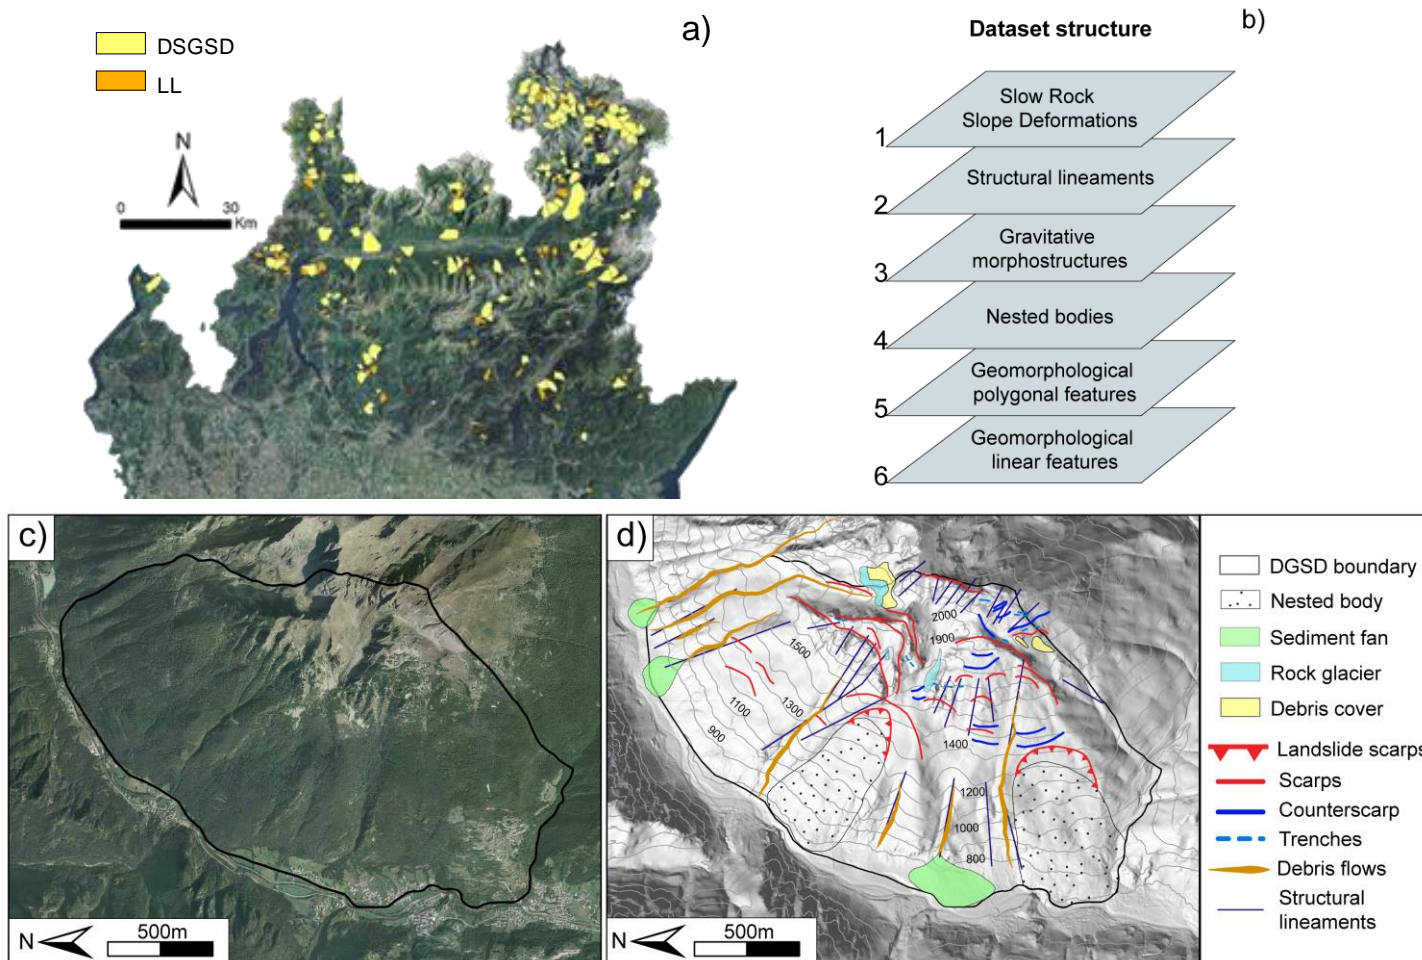 DSGSD
LL
a)
N
0 30
Km
Dataset structure
b)
Slow Rock
Slope Deformations
1
Structural lineaments
2
Gravitative
morphostructures
3
Nested bodies
4
Geomorphological
polygonal features
5
Geomorphological
linear features
6
c)
N
500m
d)
2000
1900
1500
1300
1100
900
1400
1200
1000
800
N
500m
DGSD boundary
Nested body
Sediment fan
Rock glacier
Debris cover
Landslide scarps
Scarps
Counterscarp
Trenches
Debris flows
Structural
lineaments